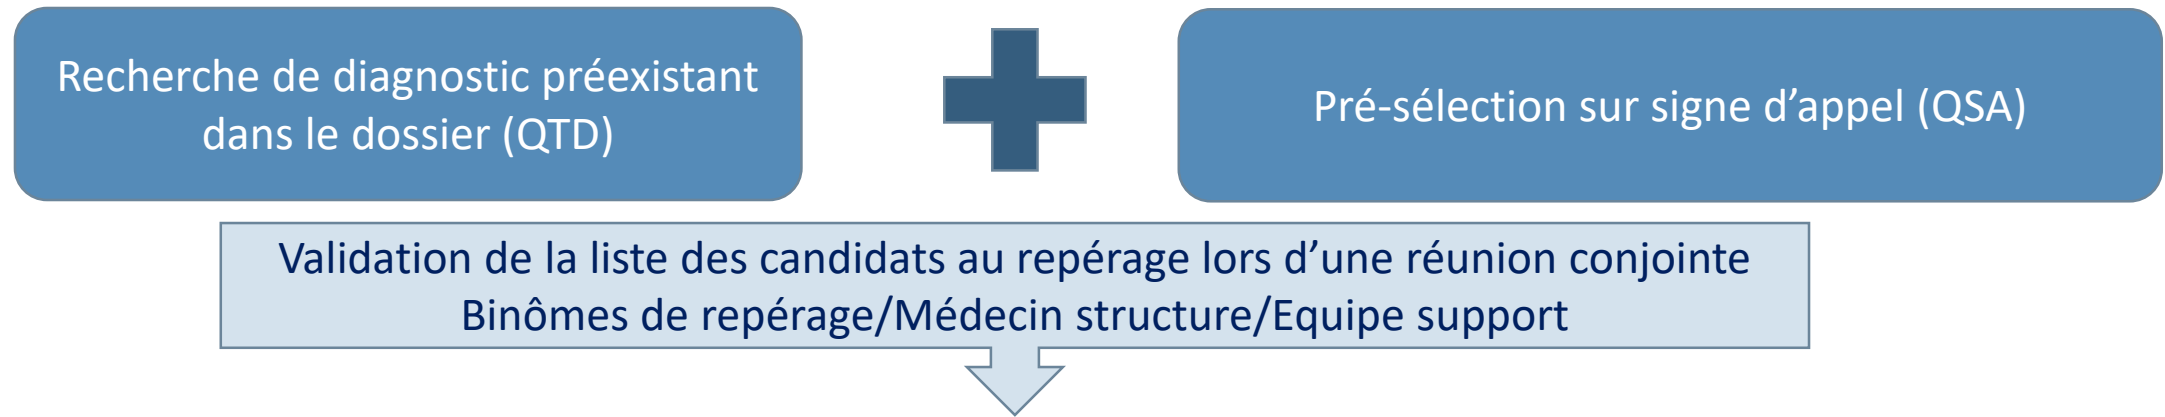 Recherche de diagnostic préexistant
dans le dossier (QTD)
Pré-sélection sur signe d’appel (QSA)
Validation de la liste des candidats au repérage lors d’une réunion conjointe
Binômes de repérage/Médecin structure/Equipe support